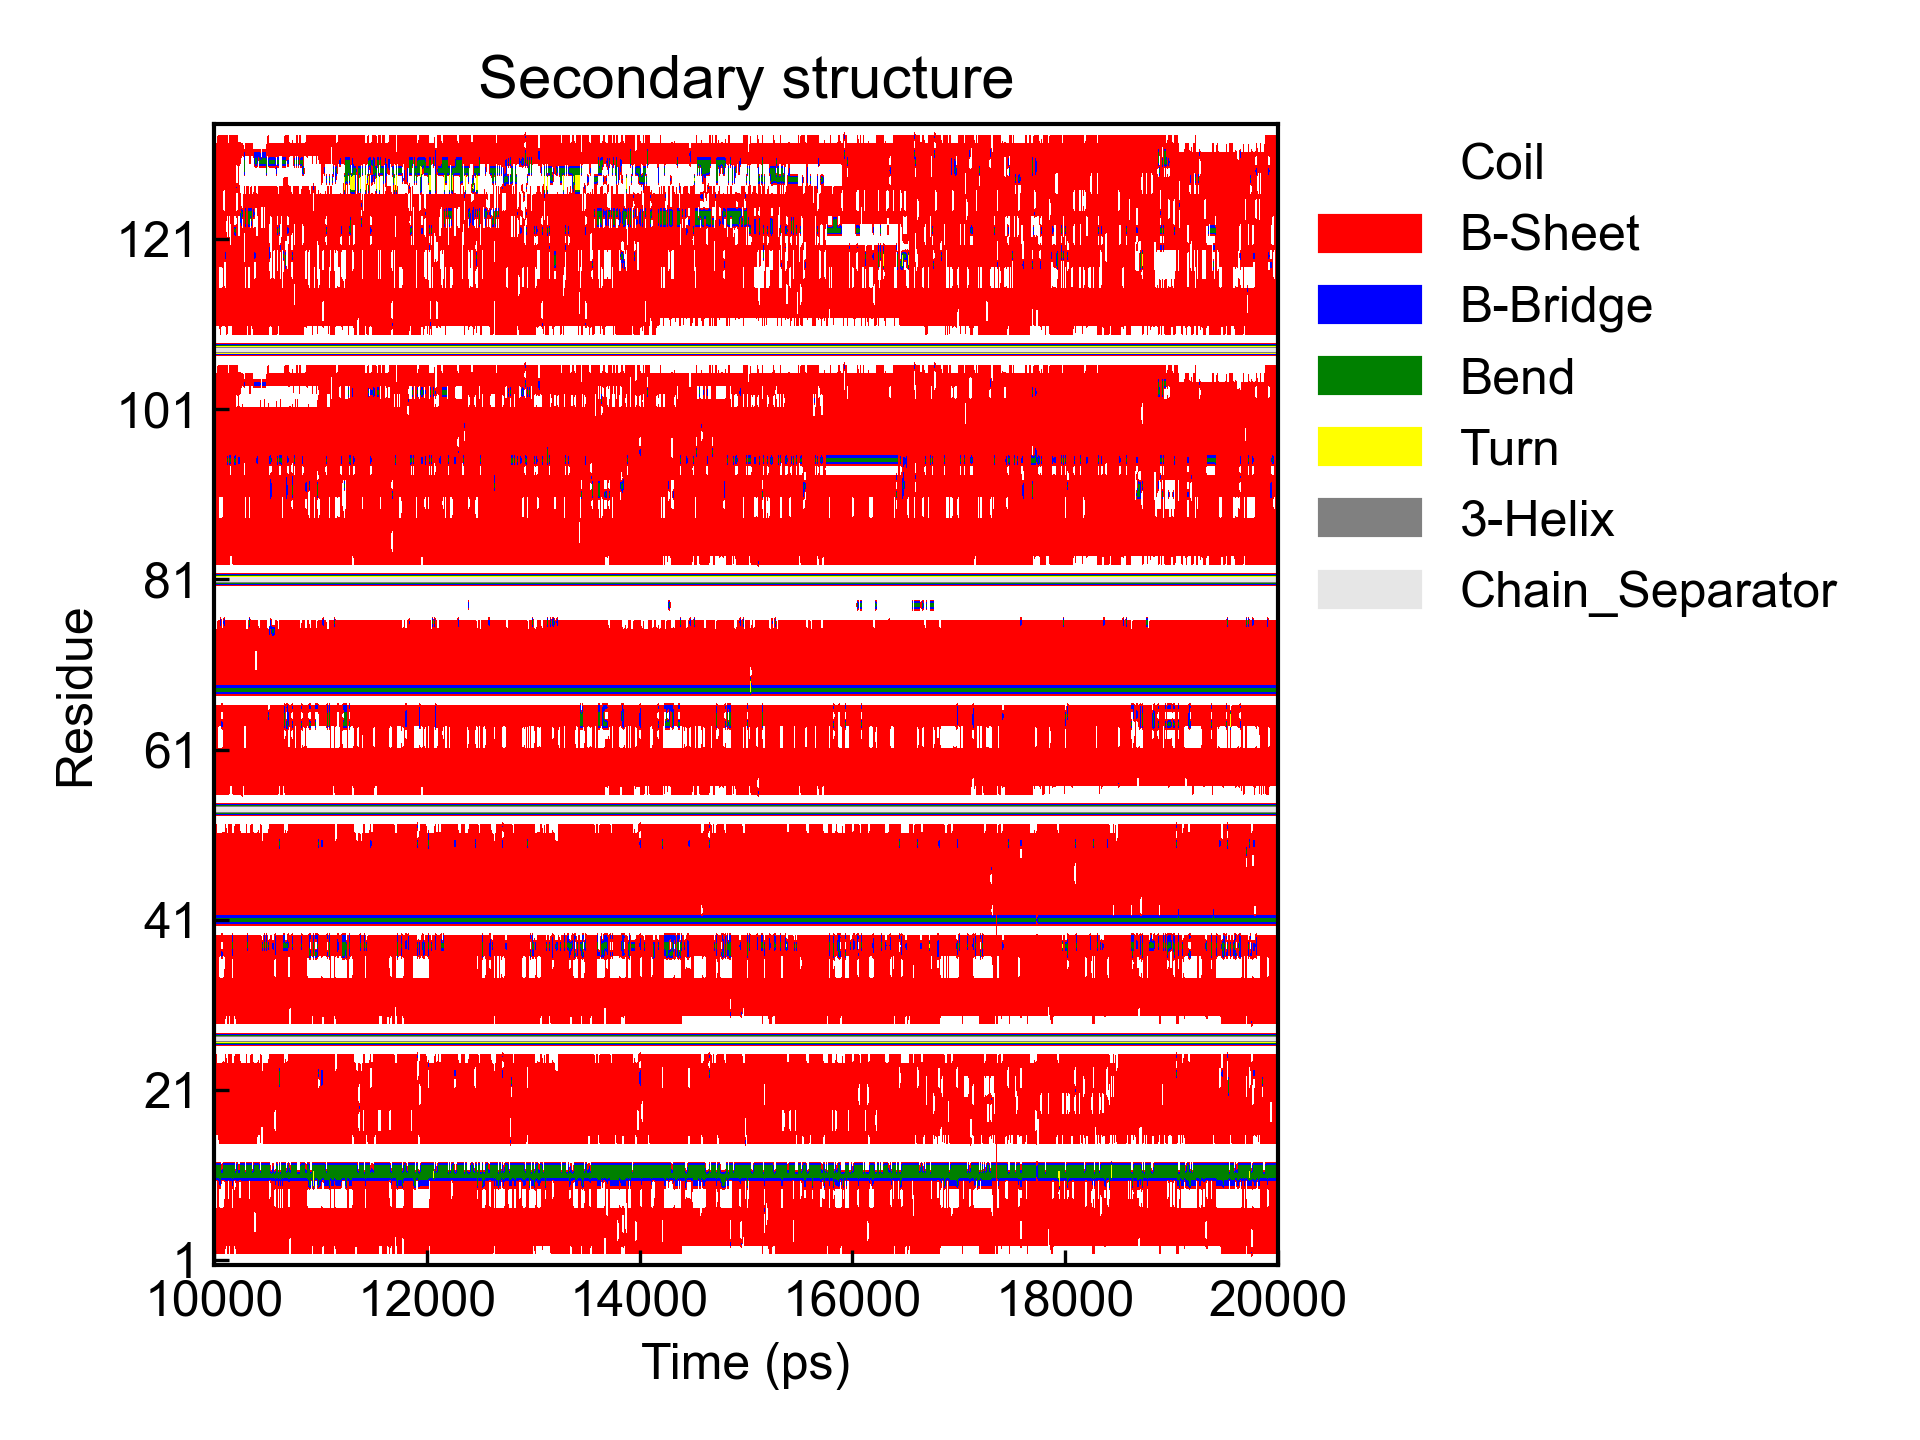 Secondary structure
Coil
B-Sheet
B-Bridge
Bend
Turn
3-Helix
Chain_Separator
Residue
121
101
81
61
41
21
1
10000 12000 14000 16000 18000 20000
Time (ps)